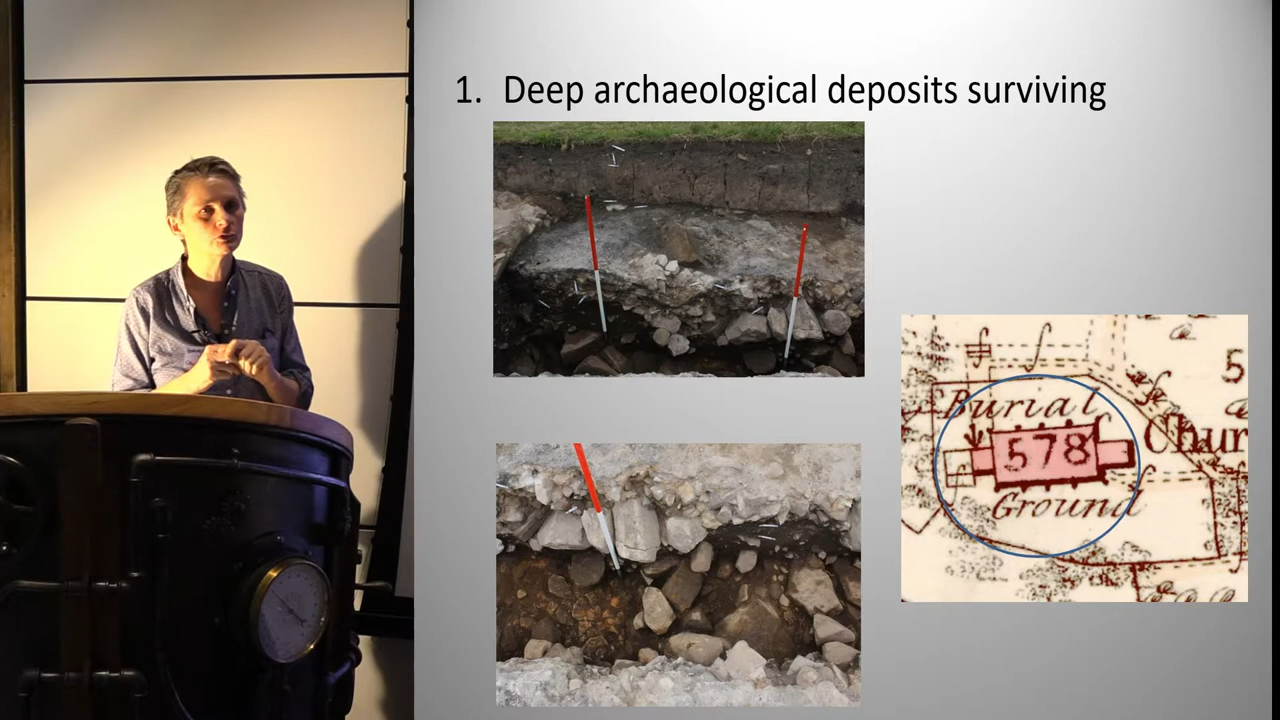 1. Deep archaeological deposits surviving
5
Burial
Chur
578
Ground